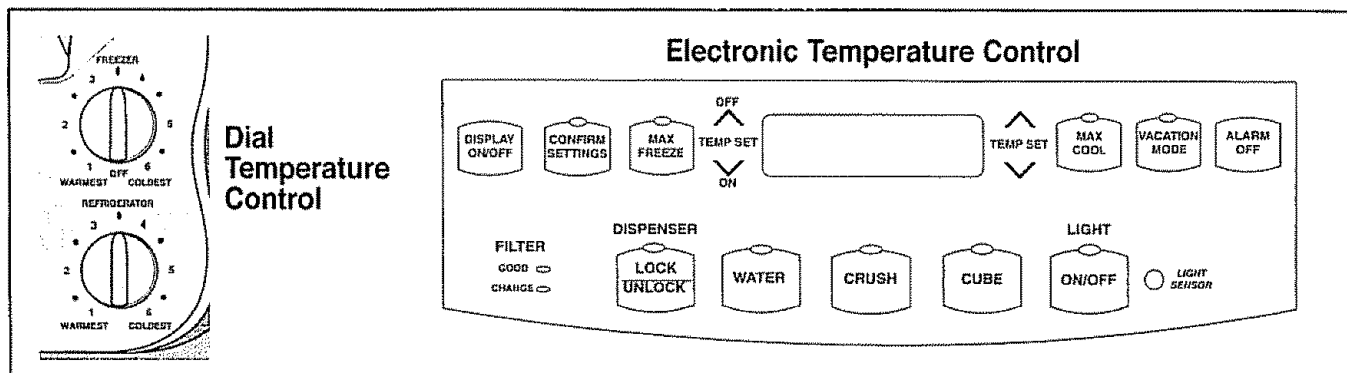 FREEZER
3 4
2 5
1 OFF 6
WARMEST COLDEST
REFRIGERATOR
3 4
2 5
1 6
WARMEST COLDEST
Dial
Temperature
Control
Electronic Temperature Control
DISPLAY
ON/OFF
CONFIRM
SETTINGS
MAX
FREEZE
OFF
TEMP SET
ON
TEMP SET
MAX
COOL
VACATION
MODE
ALARM
OFF
FILTER
GOOD
CHANGE
DISPENSER
LOCK
UNLOCK
WATER
CRUSH
CUBE
LIGHT
ON/OFF
LIGHT
SENSOR